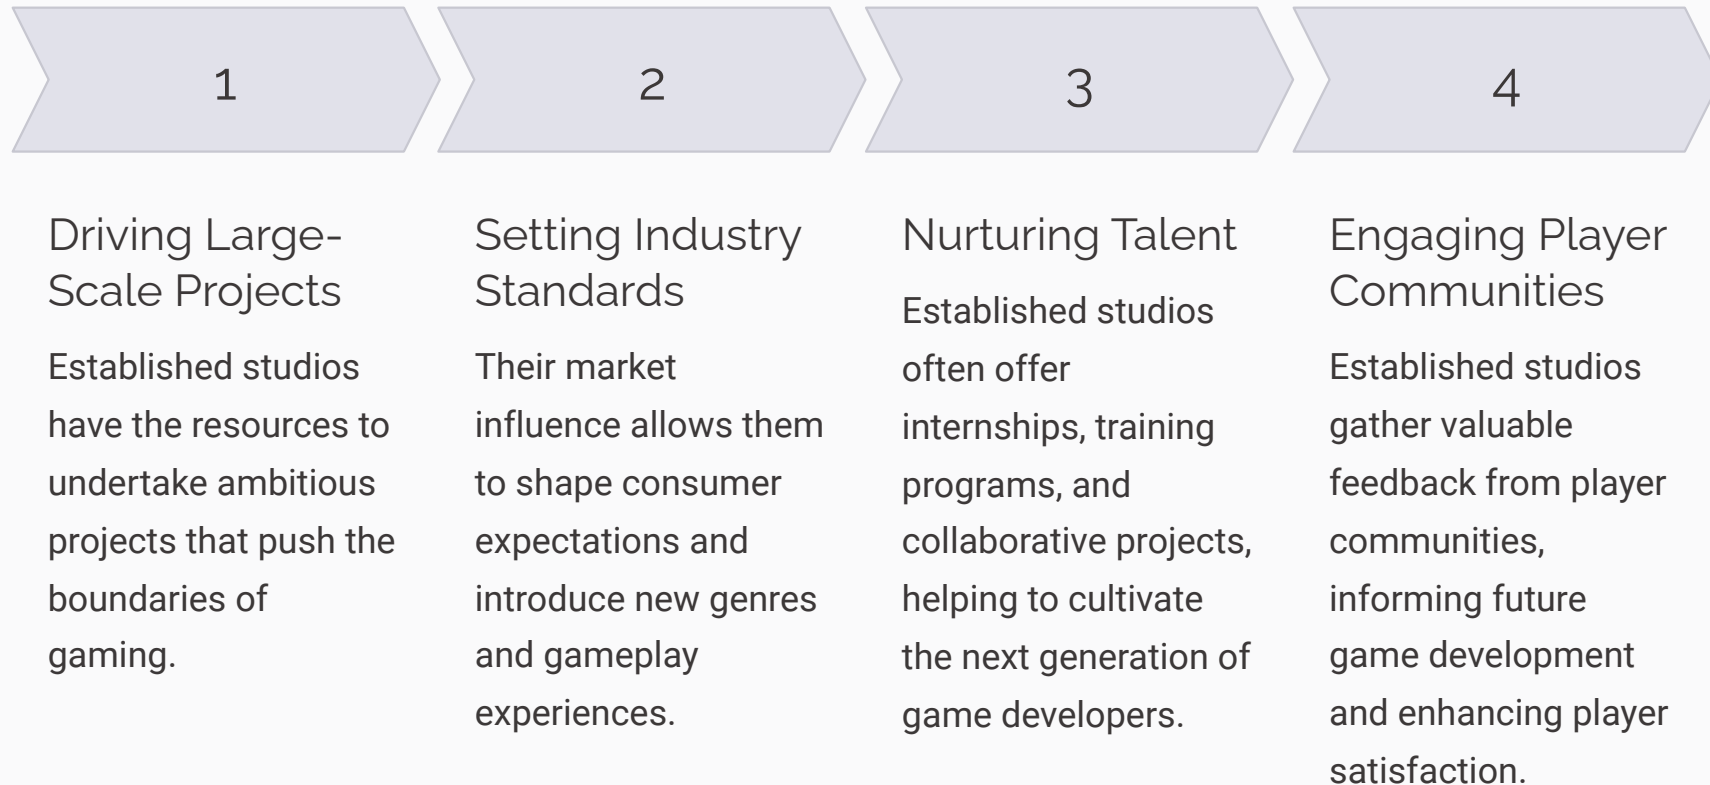 1
Driving Large-
Scale Projects
Established studios
have the resources to
undertake ambitious
projects that push the
boundaries of
gaming.
2
Setting Industry
Standards
Their market
influence allows them
to shape consumer
expectations and
introduce new genres
and gameplay
experiences.
3
Nurturing Talent
Established studios
often offer
internships, training
programs, and
collaborative projects,
helping to cultivate
the next generation of
game developers.
4
Engaging Player
Communities
Established studios
gather valuable
feedback from player
communities,
informing future
game development
and enhancing player
satisfaction.